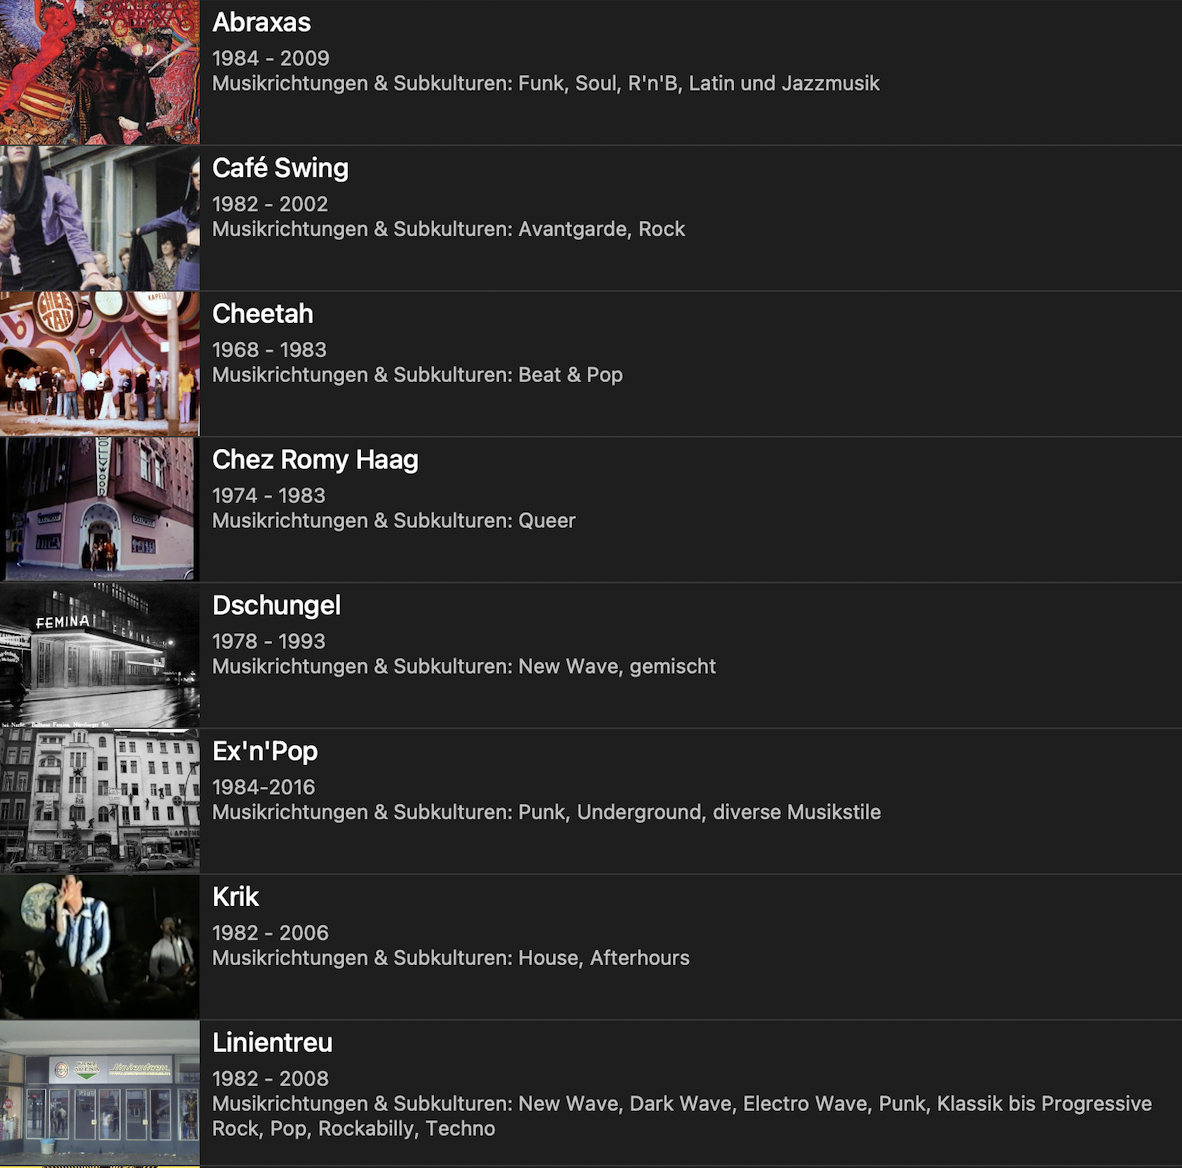 Abraxas
1984 - 2009
Musikrichtungen & Subkulturen: Funk, Soul, R'n'B, Latin und Jazzmusik
Café Swing
1982 - 2002
Musikrichtungen & Subkulturen: Avantgarde, Rock
CHEE
TAH
Cheetah
1968 - 1983
Musikrichtungen & Subkulturen: Beat & Pop
Chez Romy Haag
1974 - 1983
Musikrichtungen & Subkulturen: Queer
FEMINA
FEMINA
Dschungel
1978 - 1993
Musikrichtungen & Subkulturen: New Wave, gemischt
Ex'n'Pop
1984-2016
Musikrichtungen & Subkulturen: Punk, Underground, diverse Musikstile
Krik
1982 - 2006
Musikrichtungen & Subkulturen: House, Afterhours
Linientreu
1982 - 2008
Musikrichtungen & Subkulturen: New Wave, Dark Wave, Electro Wave, Punk, Klassik bis Progressive
Rock, Pop, Rockabilly, Techno